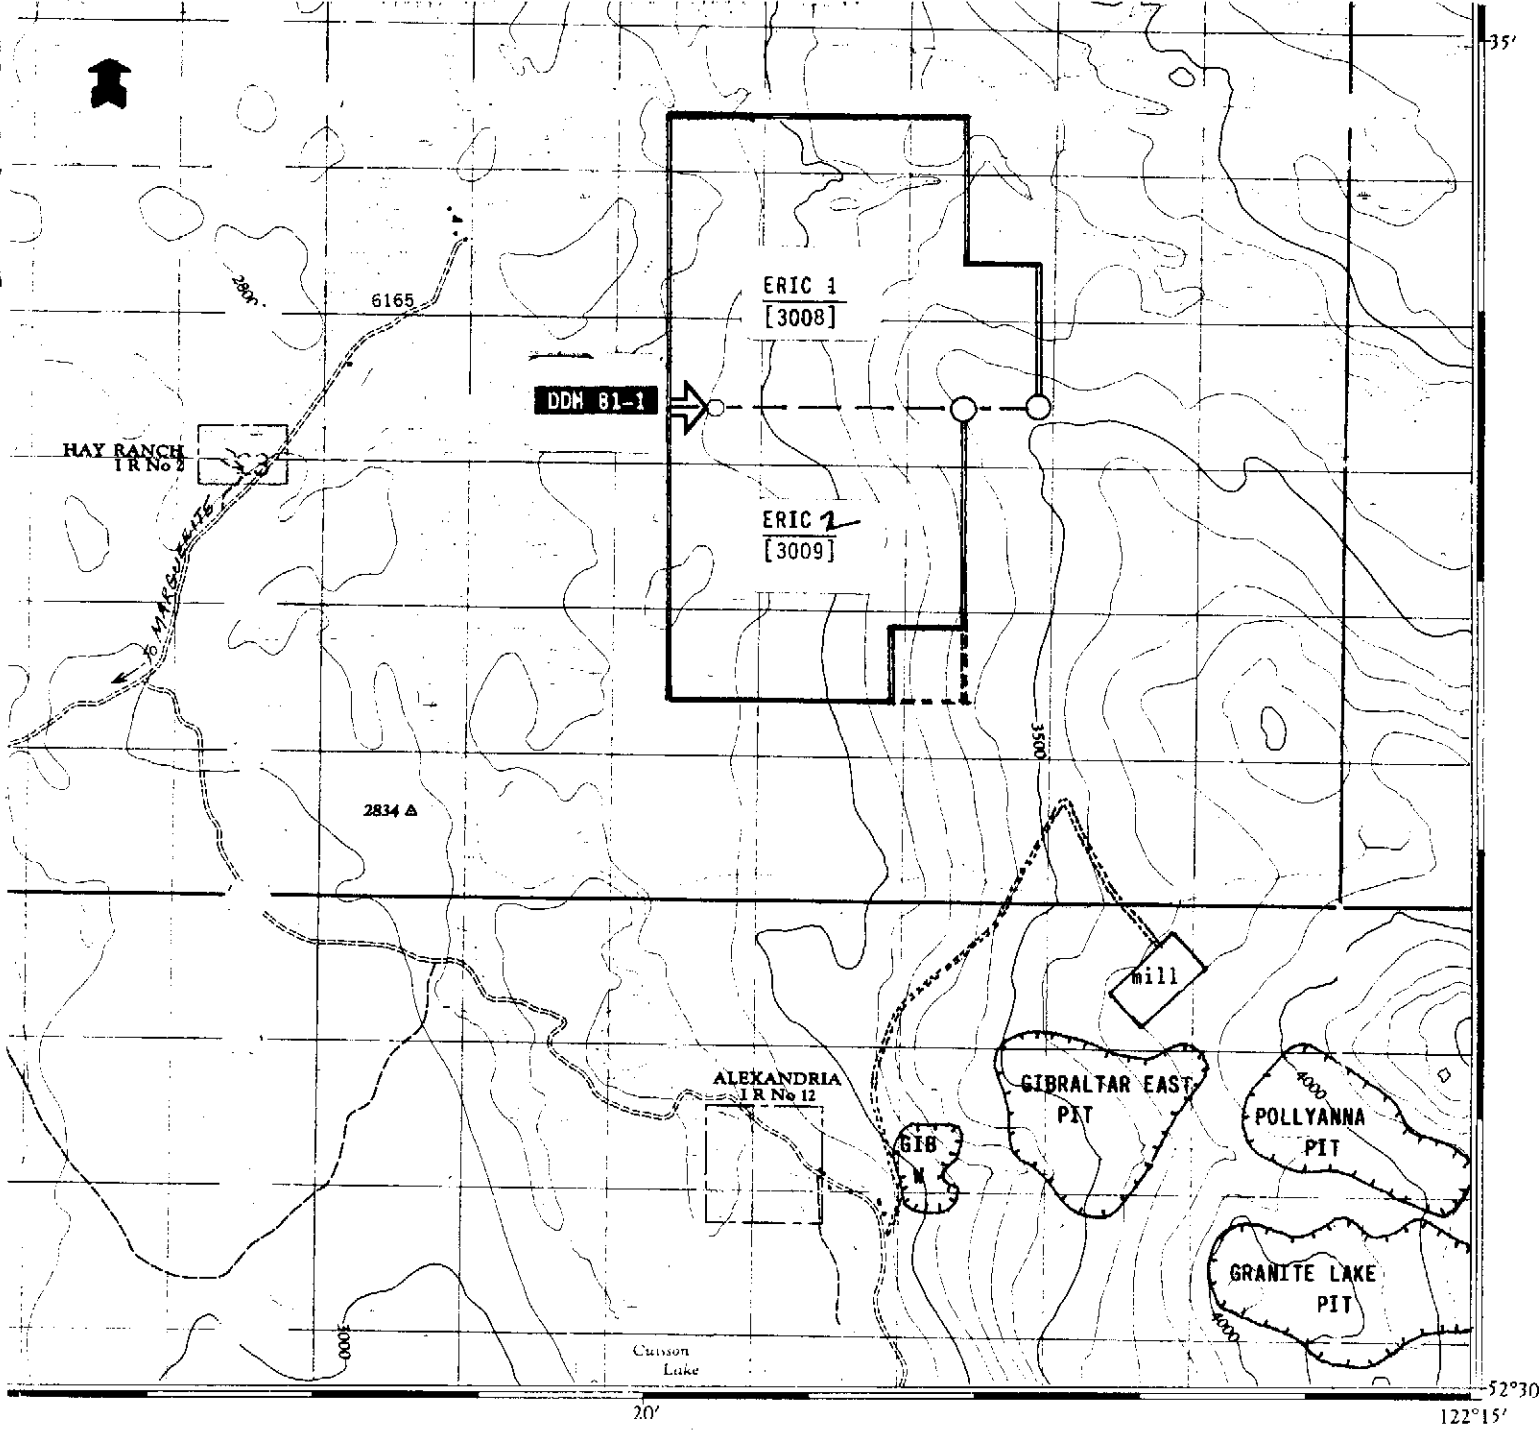 35'
2800
6165
ERIC 1
[3008]
DDH 81-1
HAY RANCH
I R No 2
ERIC 2
[3009]
to MARGUERITE
3500
2834
mill
ALEXANDRIA
I R No 12
GIBRALTAR EAST
PIT
4000
POLLYANNA
PIT
GIB
W
GRANITE LAKE
PIT
4000
3000
Cuisson
Lake
20'
52°30
122°15'